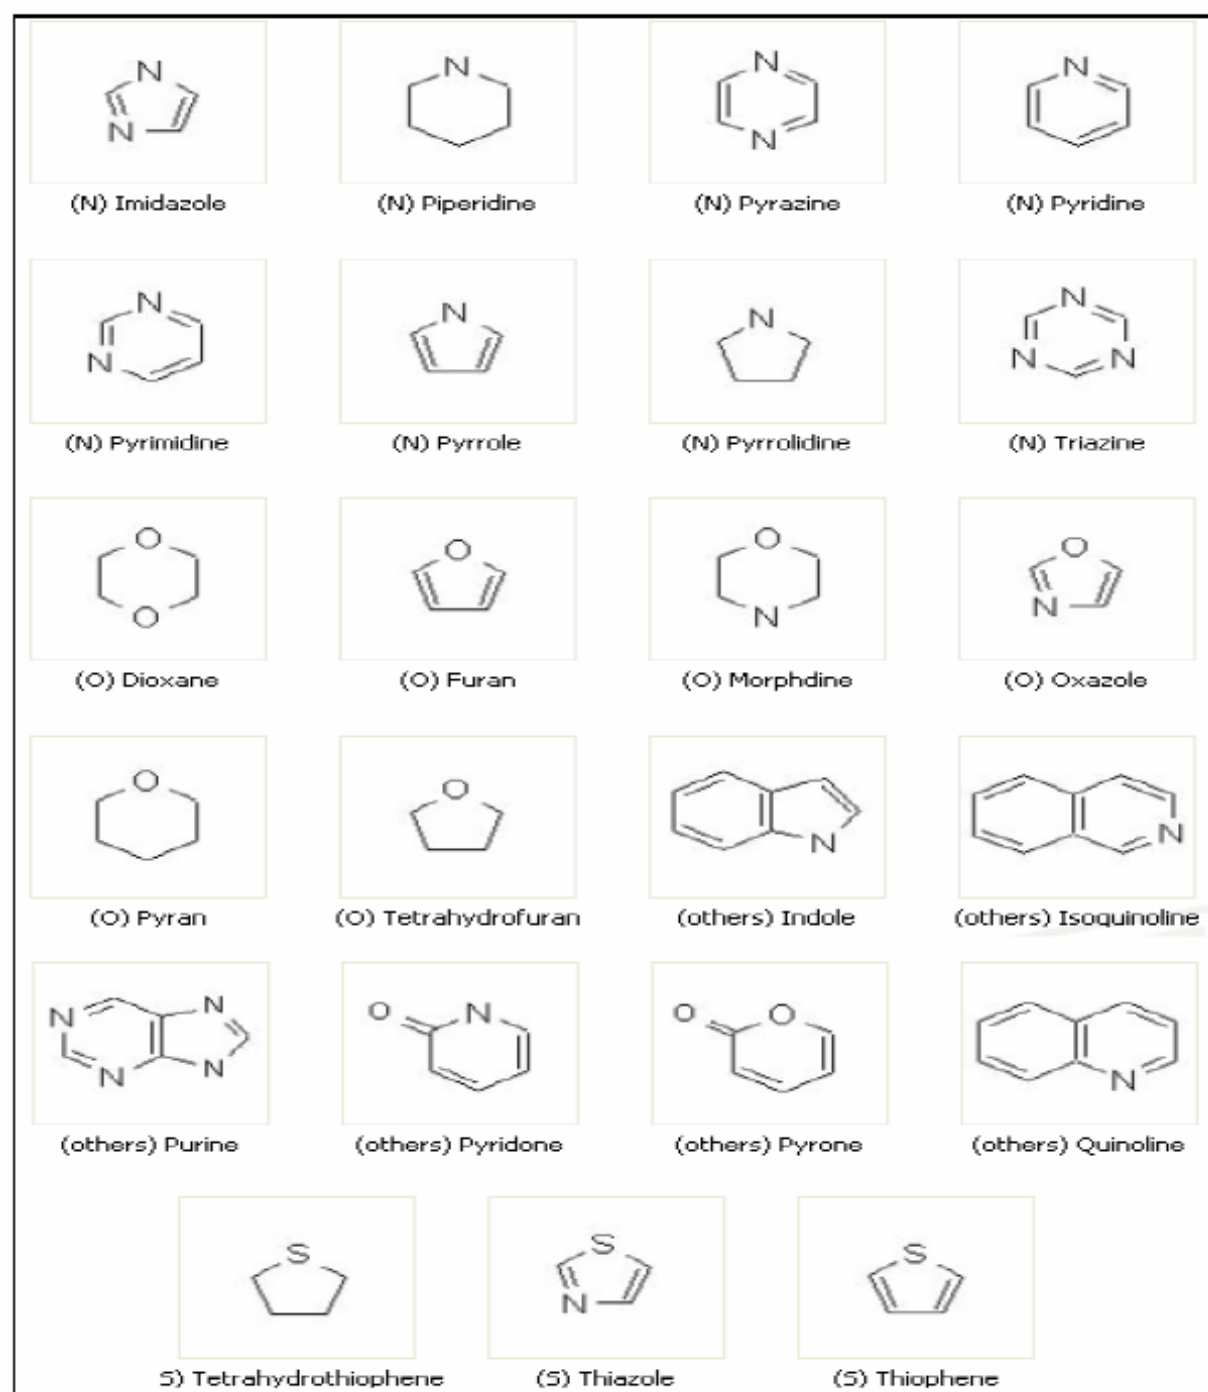 N
N
(N) Imidazole
N
(N) Piperidine
N
N
(N) Pyrazine
N
(N) Pyridine
N
N
(N) Pyrimidine
N
(N) Pyrrole
N
(N) Pyrrolidine
N
N N
(N) Triazine
O
O
(O) Dioxane
O
(O) Furan
O
N
(O) Morphdine
O
N
(O) Oxazole
O
(O) Pyran
O
(O) Tetrahydrofuran
N
(others) Indole
N
(others) Isoquinoline
N N
N N
(others) Purine
O N
(others) Pyridone
O O
(others) Pyrone
N
(others) Quinoline
S
S) Tetrahydrothiophene
S
N
(S) Thiazole
S
(S) Thiophene